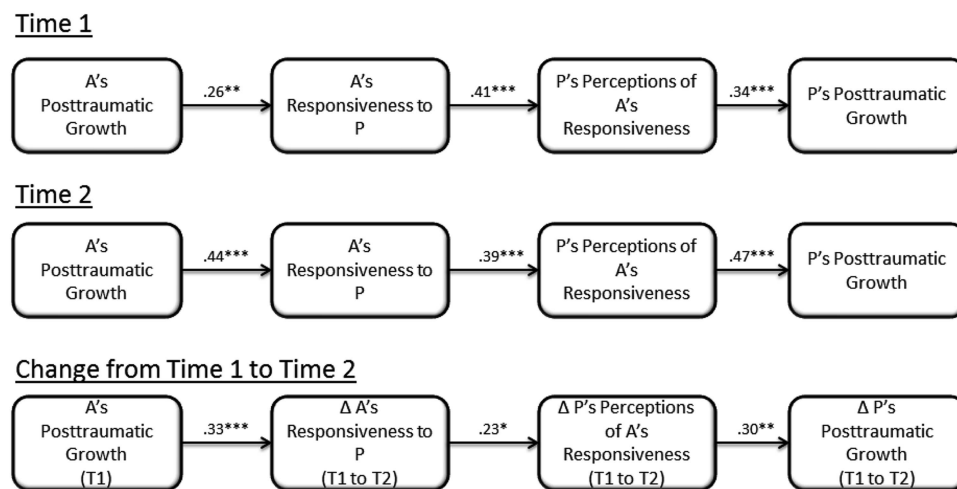 Time 1
A's
Posttraumatic
Growth
.26**
A's
Responsiveness to
P
.41***
P's Perceptions of
A's
Responsiveness
.34***
P's Posttraumatic
Growth
Time 2
A's
Posttraumatic
Growth
.44***
A's
Responsiveness to
P
.39***
P's Perceptions of
A's
Responsiveness
.47***
P's Posttraumatic
Growth
Change from Time 1 to Time 2
A's
Posttraumatic
Growth
(T1)
.33***
Δ A's
Responsiveness to
P
(T1 to T2)
.23*
Δ P's Perceptions
of A's
Responsiveness
(T1 to T2)
.30**
Δ P's
Posttraumatic
Growth
(T1 to T2)